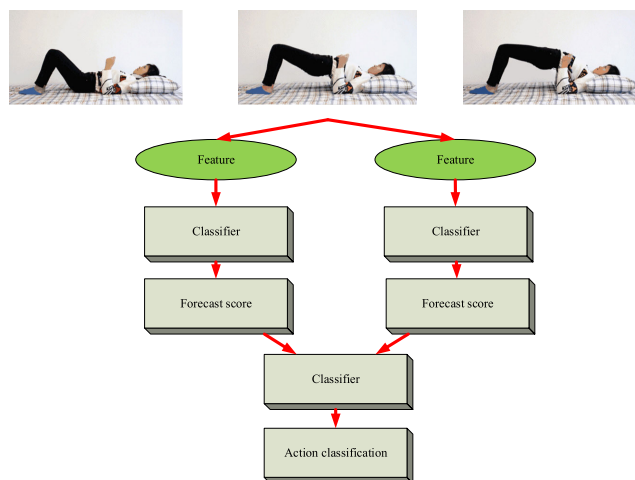 Feature
Feature
Classifier
Classifier
Forecast score
Forecast score
Classifier
Action classification